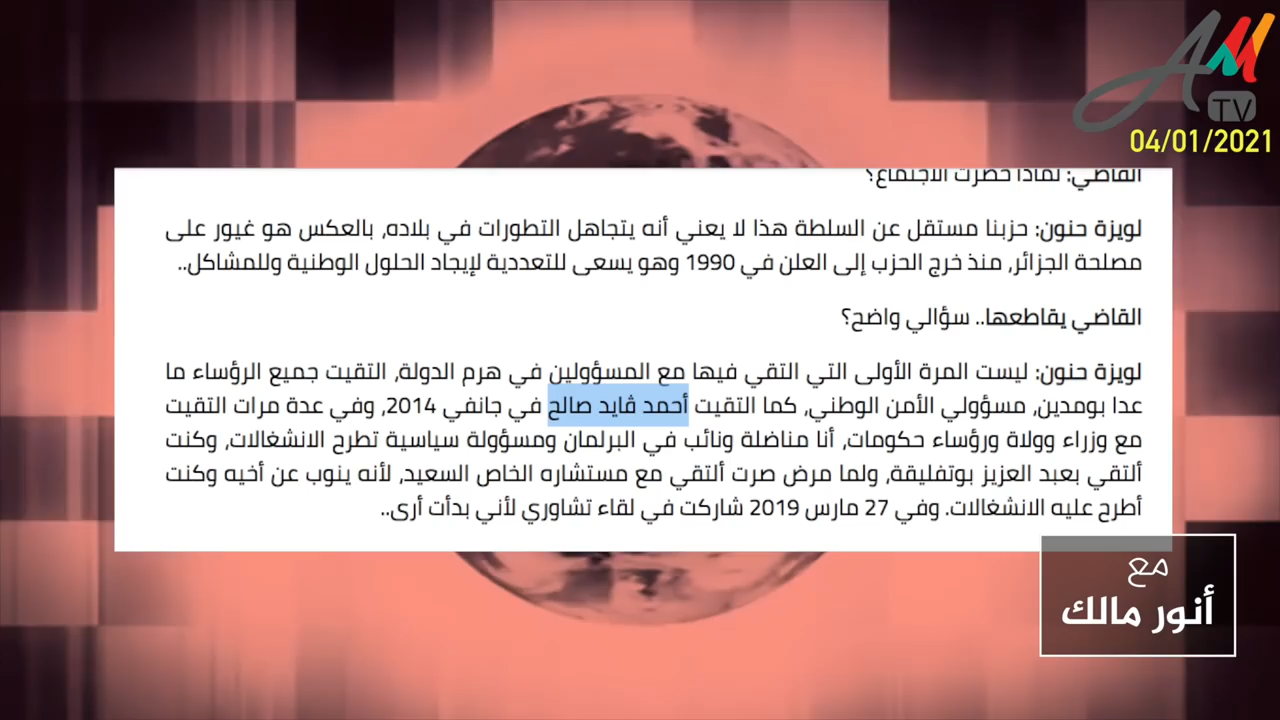 AM
TV
04/01/2021
القاضي: لماذا حضرت الاجتماع؟
لويزة حنون: حزبنا مستقل عن السلطة هذا لا يعني أنه يتجاهل التطورات في بلاده, بالعكس هو غيور على
مصلحة الجزائر, منذ خرج الحزب إلى العلن في 1990 وهو يسعى للتعددية لإيجاد الحلول الوطنية وللمشاكل..
القاضي يقاطعها.. سؤالي واضح؟
لويزة حنون: ليست المرة الأولى التي التقي فيها مع المسؤولين في هرم الدولة, التقيت جميع الرؤساء ما
عدا بومدين, مسؤولي الأمن الوطني, كما التقيت أحمد ڤايد صالح في جانفي 2014, وفي عدة مرات التقيت
مع وزراء وولاة ورؤساء حكومات, أنا مناضلة ونائب في البرلمان ومسؤولة سياسية تطرح الانشغالات, وكنت
ألتقي بعبد العزيز بوتفليقة, ولما مرض صرت ألتقي مع مستشاره الخاص السعيد, لأنه ينوب عن أخيه وكنت
أطرح عليه الانشغالات. وفي 27 مارس 2019 شاركت في لقاء تشاوري لأني بدأت أرى..
مع
أنور مالك